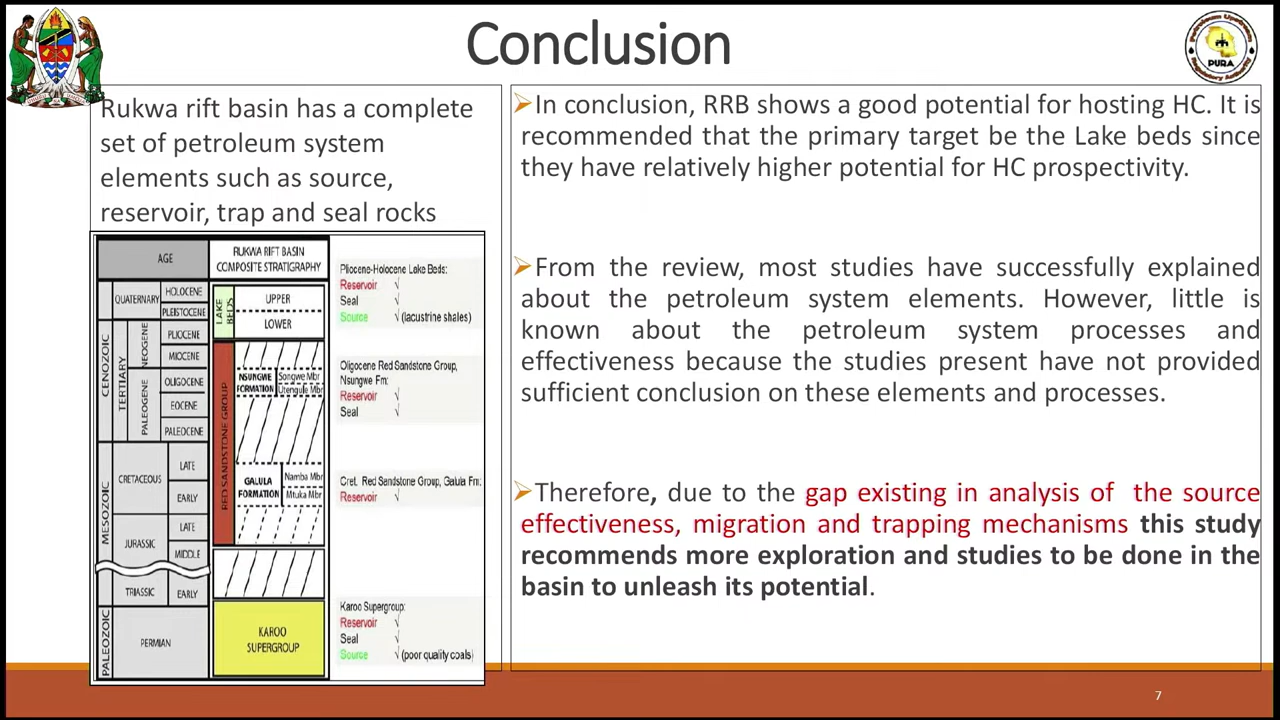 Conclusion
PURA
Rukwa rift basin has a complete
set of petroleum system
elements such as source,
reservoir, trap and seal rocks
AGE
RUKWA RIFT BASIN
COMPOSITE STRATIGRAPHY
CENOZOIC
TERTIARY
QUATERNARY
HOLOCENE
PLEISTOCENE
NEOGENE
PLIOCENE
MIOCENE
PALEOGENE
OLIGOCENE
EOCENE
PALEOCENE
MESOZOIC
CRETACEOUS
LATE
EARLY
JURASSIC
LATE
MIDDLE
TRIASSIC
EARLY
PALEOZOIC
PERMIAN
LAKE
BEDS
UPPER
LOWER
RED SANDSTONE GROUP
NSUNGWE
FORMATION
Songwe Mbr
Utengule Mbr
GALULA
FORMATION
Namba Mbr
Mtuka Mbr
KAROO
SUPERGROUP
Pliocene-Holocene Lake Beds:
Reservoir √
Seal √
Source √ (lacustrine shales)
Oligocene Red Sandstone Group,
Nsungwe Fm:
Reservoir √
Seal √
Cret. Red Sandstone Group, Galula Fm:
Reservoir √
Karoo Supergroup:
Reservoir √
Seal √
Source √ (poor quality coals)
In conclusion, RRB shows a good potential for hosting HC. It is
recommended that the primary target be the Lake beds since
they have relatively higher potential for HC prospectivity.
From the review, most studies have successfully explained
about the petroleum system elements. However, little is
known about the petroleum system processes and
effectiveness because the studies present have not provided
sufficient conclusion on these elements and processes.
Therefore, due to the gap existing in analysis of the source
effectiveness, migration and trapping mechanisms this study
recommends more exploration and studies to be done in the
basin to unleash its potential.
7